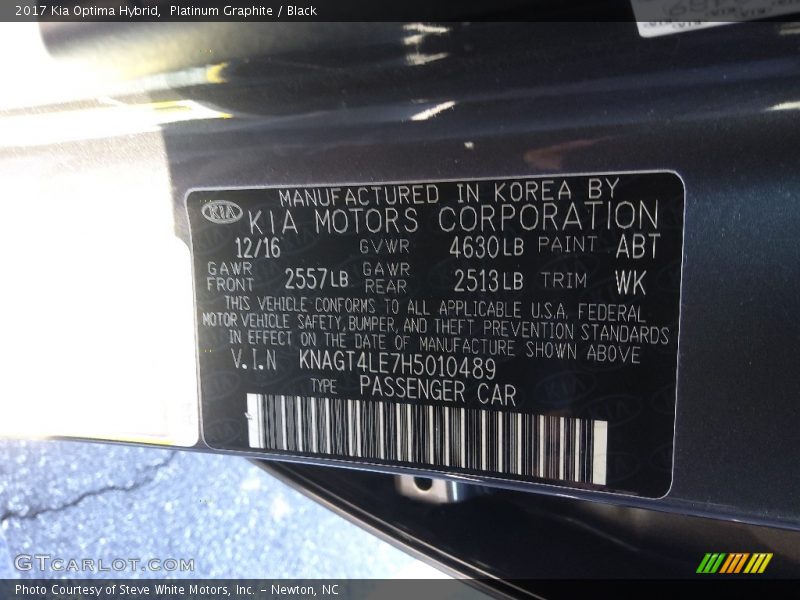 2017 Kia Optima Hybrid,  Platinum Graphite / Black
MANUFACTURED IN KOREA BY
KIA KIA MOTORS CORPORATION
12/16 GVWR 4630LB PAINT ABT
GAWR FRONT 2557LB GAWR REAR 2513LB TRIM WK
THIS VEHICLE CONFORMS TO ALL APPLICABLE U.S.A. FEDERAL
MOTOR VEHICLE SAFETY, BUMPER, AND THEFT PREVENTION STANDARDS
IN EFFECT ON THE DATE OF MANUFACTURE SHOWN ABOVE
V.I.N KNAGT4LE7H5010489
TYPE PASSENGER CAR
GTCARLOT.COM
Photo Courtesy of Steve White Motors, Inc. – Newton, NC